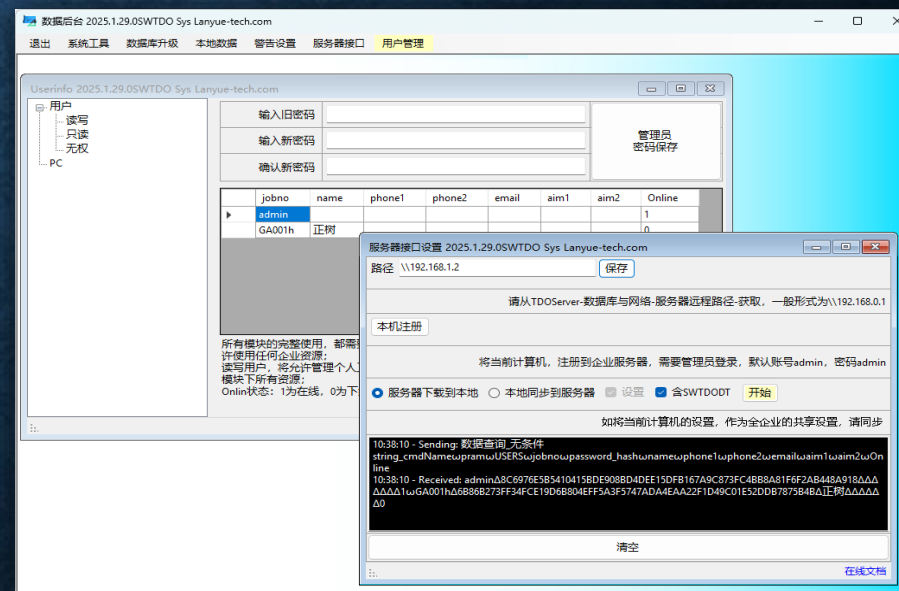 数据后台 2025.1.29.0SWTDO Sys Lanyue-tech.com
退出 系统工具 数据库升级 本地数据 警告设置 服务器接口 用户管理
Userinfo 2025.1.29.0SWTDO Sys Lanyue-tech.com
用户
读写
只读
无权
PC
输入旧密码
输入新密码
确认新密码
管理员
密码保存
jobno name phone1 phone2 email aim1 aim2 Online
admin 1
GA001h 正树 0
所有模块的完整使用，都需
许使用任何企业资源；
读写用户，将允许管理个人
模块下所有资源；
Onlin状态：1为在线，0为下
服务器接口设置 2025.1.29.0SWTDO Sys Lanyue-tech.com
路径 \\192.168.1.2 保存
请从TDOServer-数据库与网络-服务器远程路径-获取，一般形式为\\192.168.0.1
本机注册
将当前计算机，注册到企业服务器，需要管理员登录，默认账号admin，密码admin
服务器下载到本地 本地同步到服务器 设置 含SWTDODT 开始
如将当前计算机的设置，作为全企业的共享设置，请同步
10:38:10 - Sending: 数据查询_无条件
string_cmdNameωpramωUSERSωjobnoωpassword_hashωnameωphone1ωphone2ωemailωaim1ωaim2ωOn
line
10:38:10 - Received: adminΔ8C6976E5B5410415BDE908BD4DEE15DFB167A9C873FC4BB8A81F6F2AB448A918ΔΔΔ
ΔΔΔΔ1ωGA001hΔ6B86B273FF34FCE19D6B804EFF5A3F5747ADA4EAA22F1D49C01E52DDB7875B4BΔ正树ΔΔΔΔΔ
Δ0
清空
在线文档